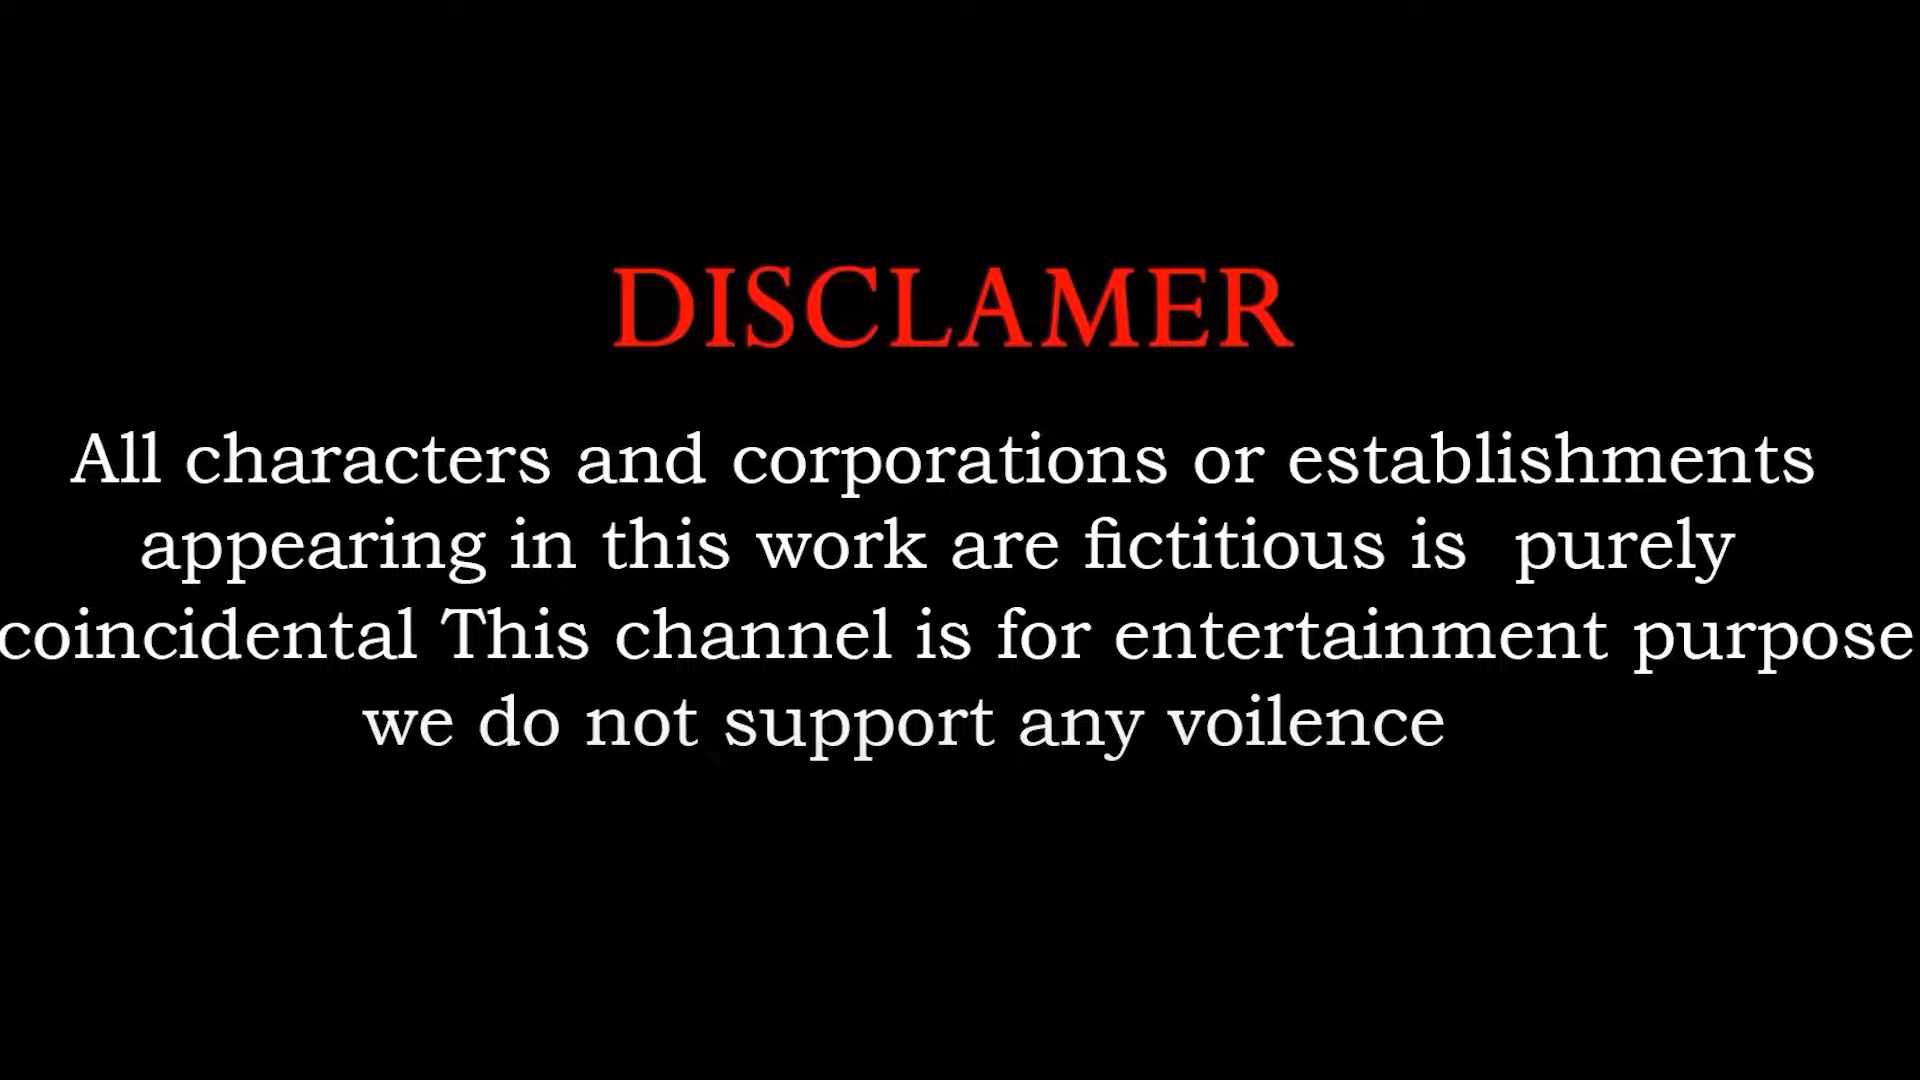 DISCLAMER
All characters and corporations or establishments
appearing in this work are fictitious is  purely
coincidental This channel is for entertainment purpose
we do not support any voilence